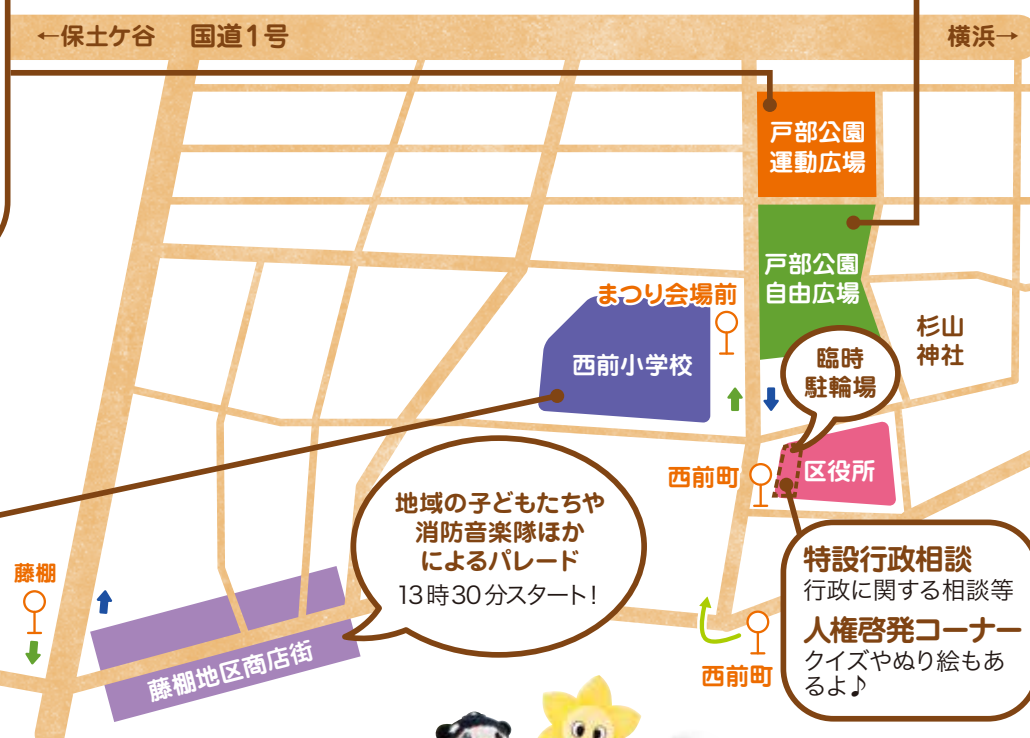 ←保土ケ谷 国道1号
横浜→
戸部公園
運動広場
戸部公園
自由広場
まつり会場前
西前小学校
杉山
神社
臨時
駐輪場
西前町
区役所
地域の子どもたちや
消防音楽隊ほか
によるパレード
13時30分スタート!
特設行政相談
行政に関する相談等
人権啓発コーナー
クイズやぬり絵もあ
るよ♪
藤棚
藤棚地区商店街
西前町